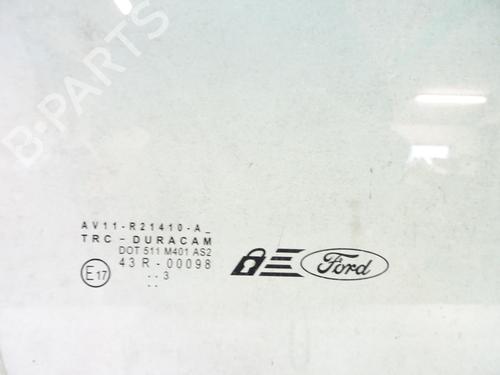 B-PARTS
AV11-R21410-A_
TRC - DURACAM
DOT 511 M401 AS2
43R-00098
E17
..3
..
Ford